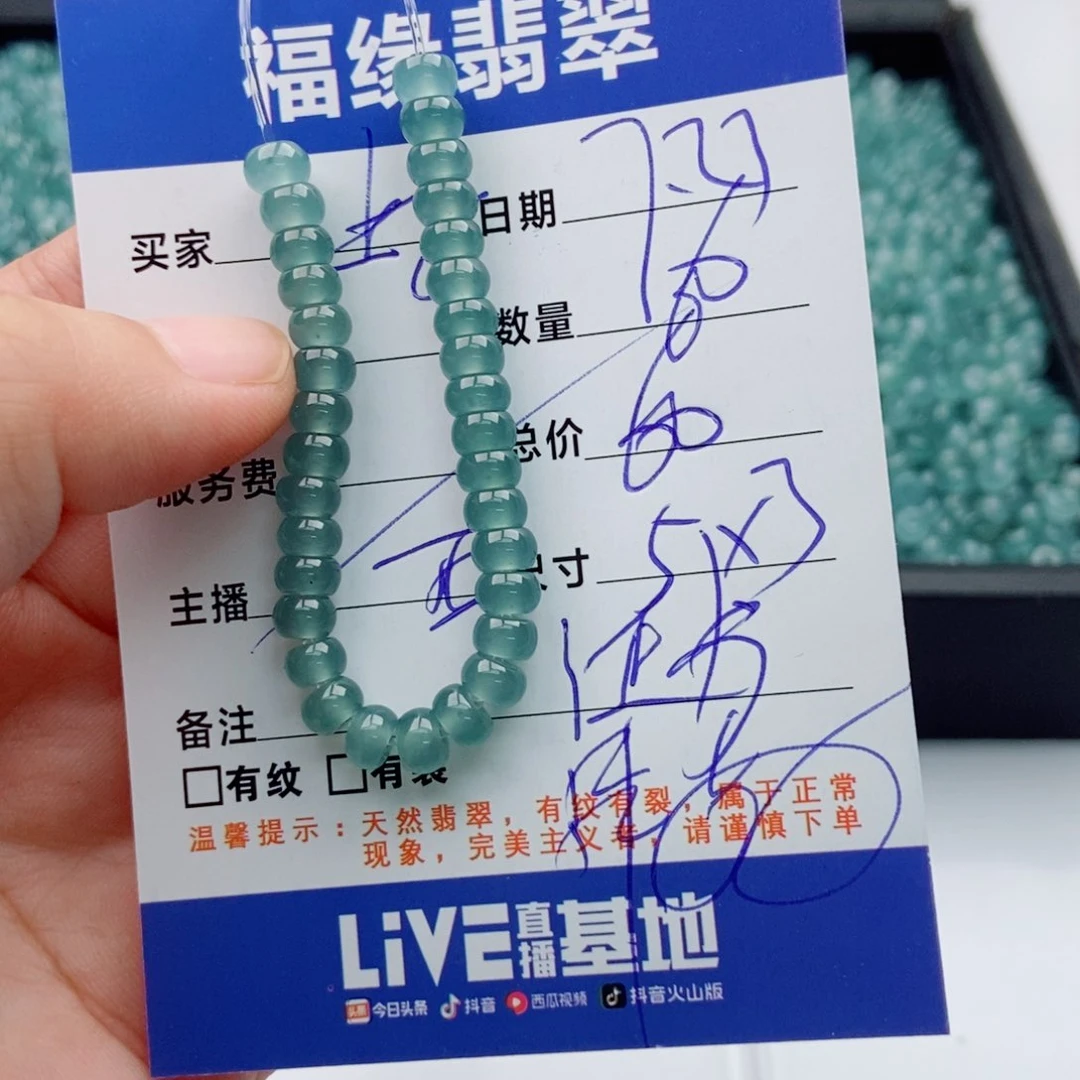 福缘翡翠
买家 日期
数量
服务费 总价 60
主播 王 尺寸 5×3
备注
有纹 有裂
温馨提示：天然翡翠，有纹有裂，属于正常
现象，完美主义者，请谨慎下单
LiVE直播基地
今日头条 抖音 西瓜视频 抖音火山版